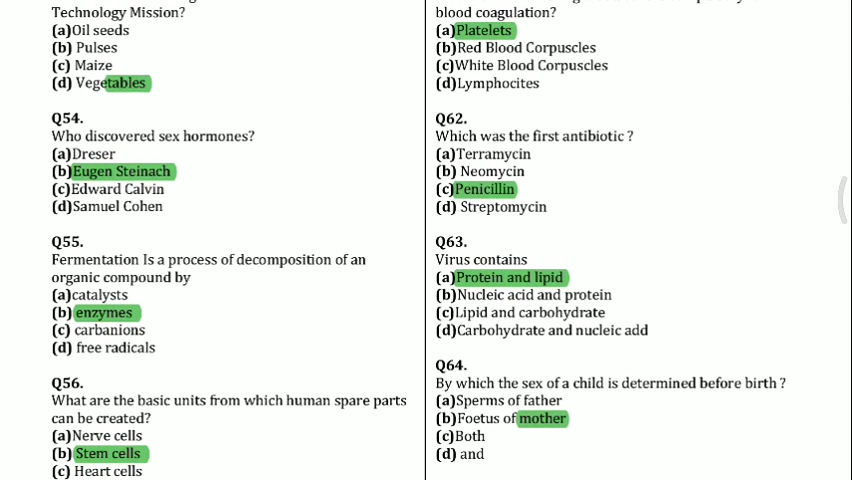 Technology Mission?
(a)Oil seeds
(b) Pulses
(c) Maize
(d) Vegetables
Q54.
Who discovered sex hormones?
(a)Dreser
(b)Eugen Steinach
(c)Edward Calvin
(d)Samuel Cohen
Q55.
Fermentation Is a process of decomposition of an
organic compound by
(a)catalysts
(b) enzymes
(c) carbanions
(d) free radicals
Q56.
What are the basic units from which human spare parts
can be created?
(a)Nerve cells
(b) Stem cells
(c) Heart cells
blood coagulation?
(a)Platelets
(b)Red Blood Corpuscles
(c)White Blood Corpuscles
(d)Lymphocites
Q62.
Which was the first antibiotic ?
(a)Terramycin
(b) Neomycin
(c)Penicillin
(d) Streptomycin
Q63.
Virus contains
(a)Protein and lipid
(b)Nucleic acid and protein
(c)Lipid and carbohydrate
(d)Carbohydrate and nucleic add
Q64.
By which the sex of a child is determined before birth ?
(a)Sperms of father
(b)Foetus of mother
(c)Both
(d) and